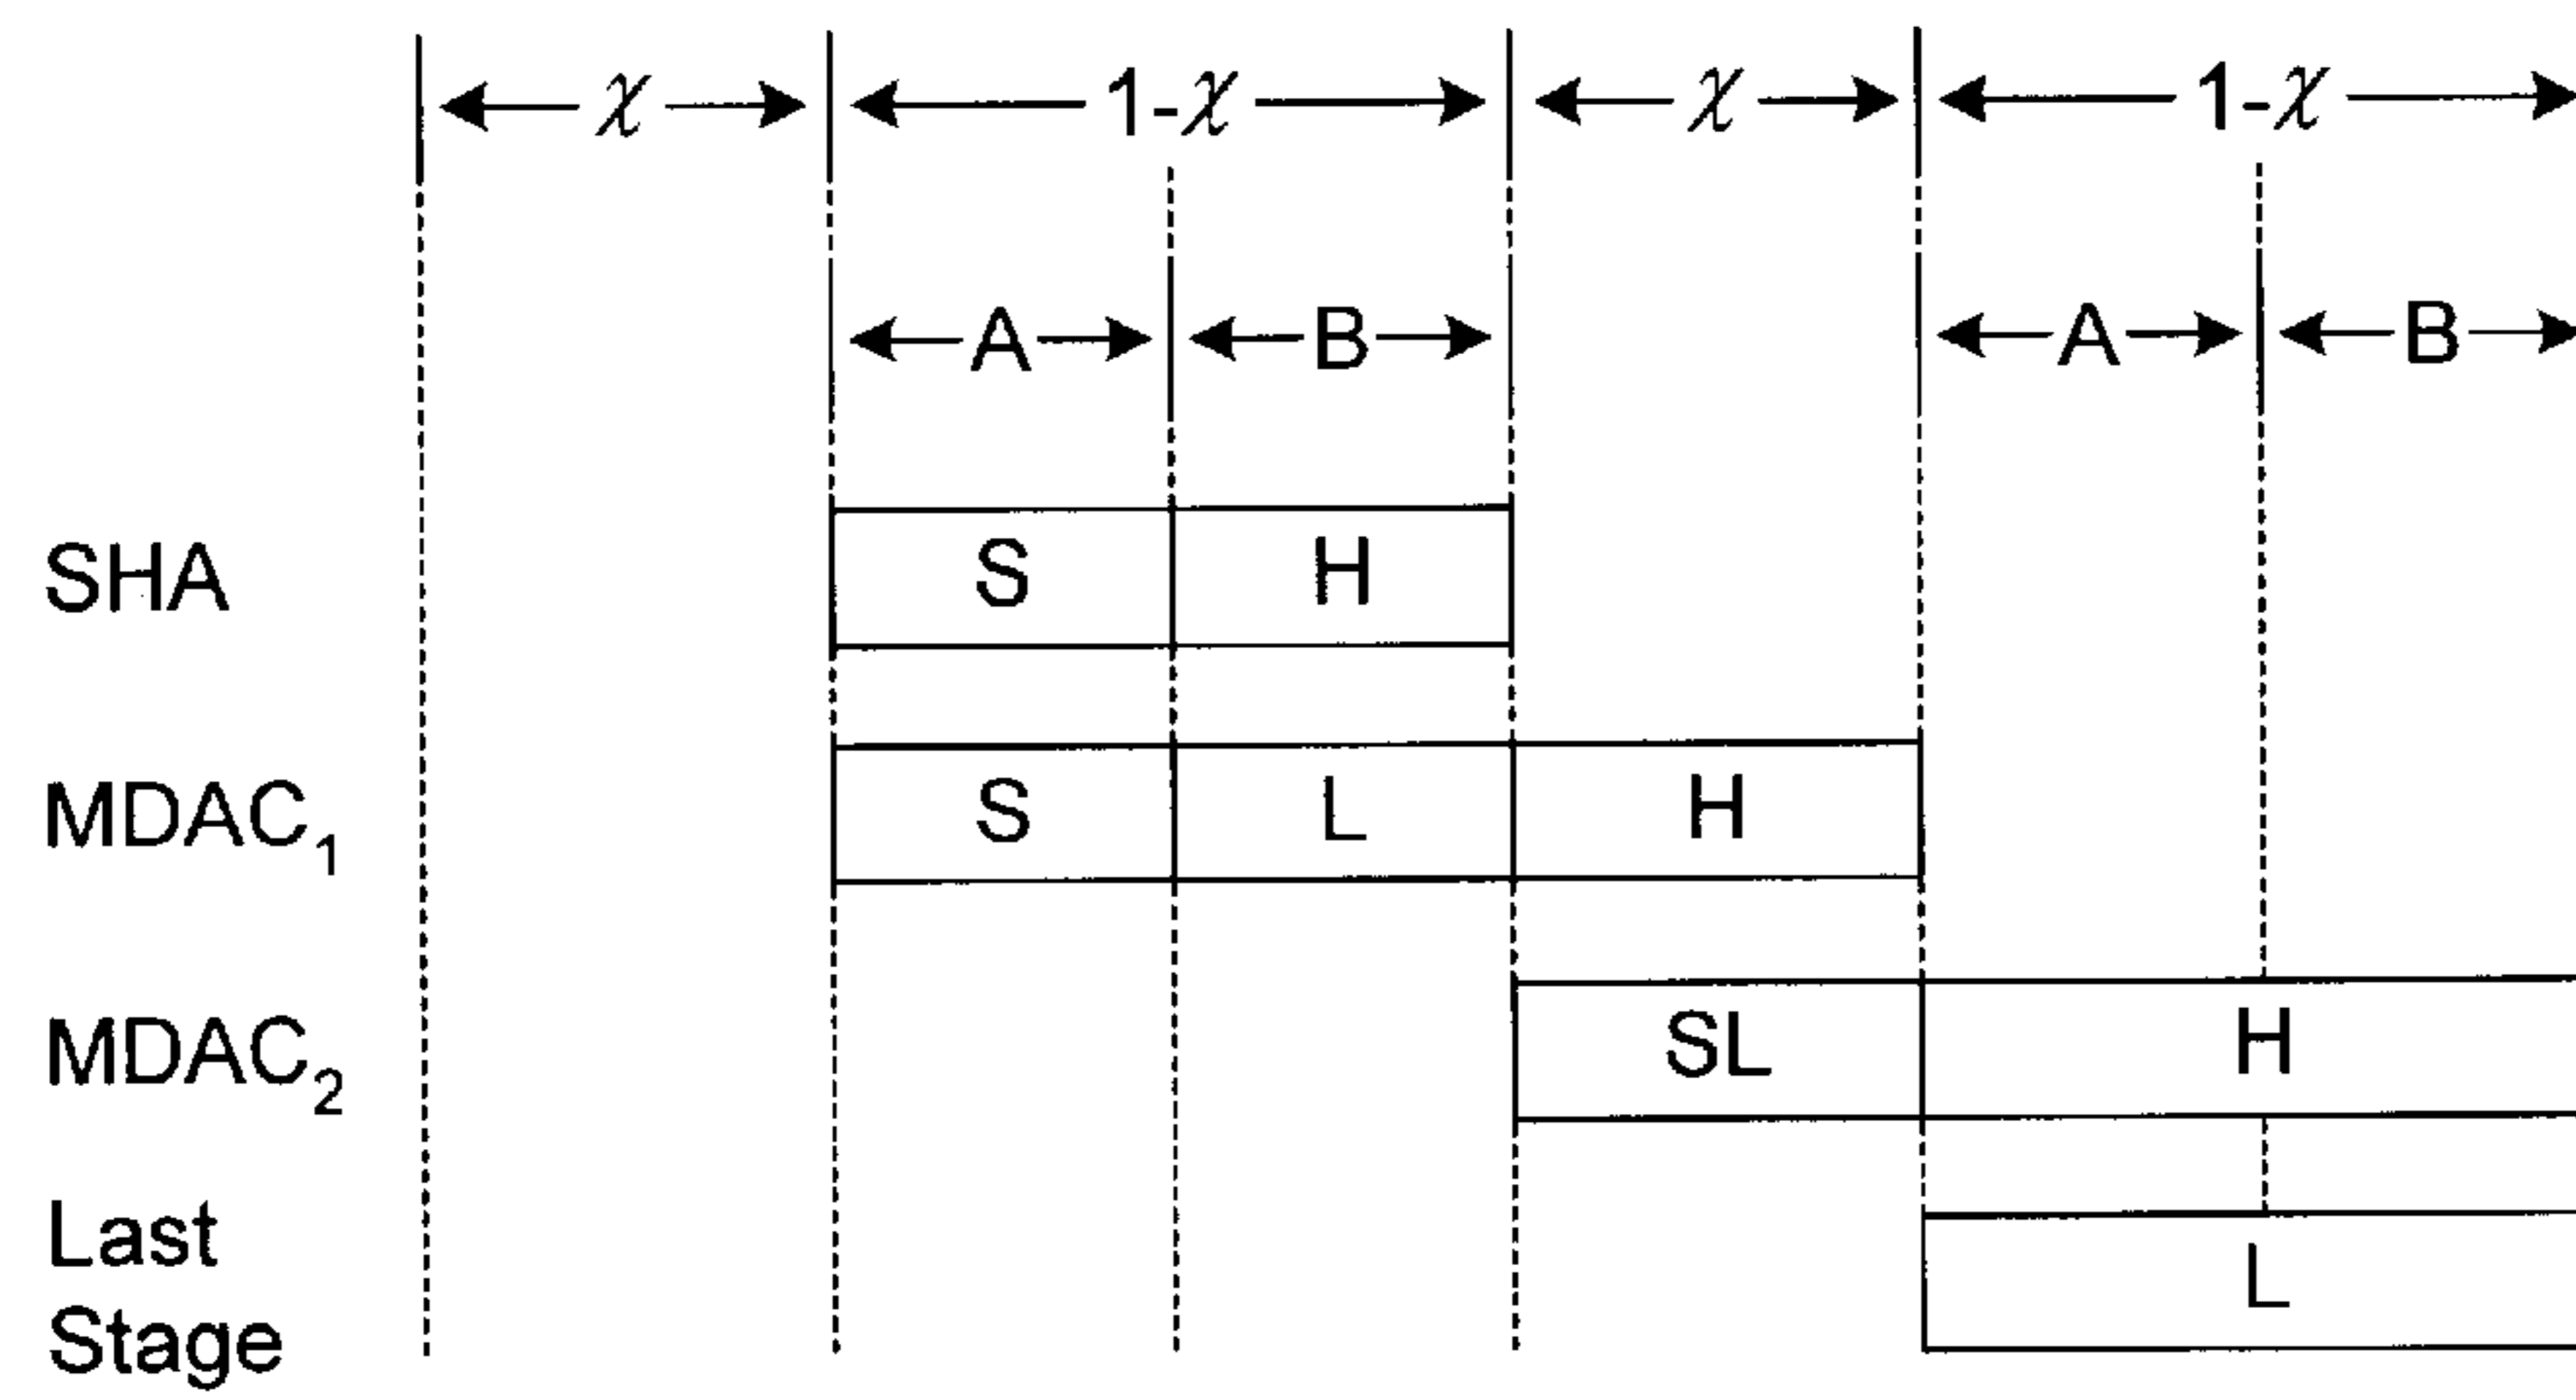 χ 1-χ χ 1-χ
A B A B
SHA S H
MDAC₁ S L H
MDAC₂ SL H
Last
Stage L